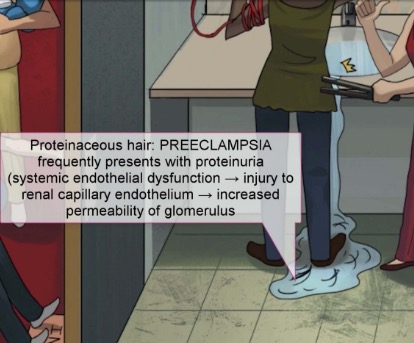 Proteinaceous hair: PREECLAMPSIA
frequently presents with proteinuria
(systemic endothelial dysfunction → injury to
renal capillary endothelium → increased
permeability of glomerulus